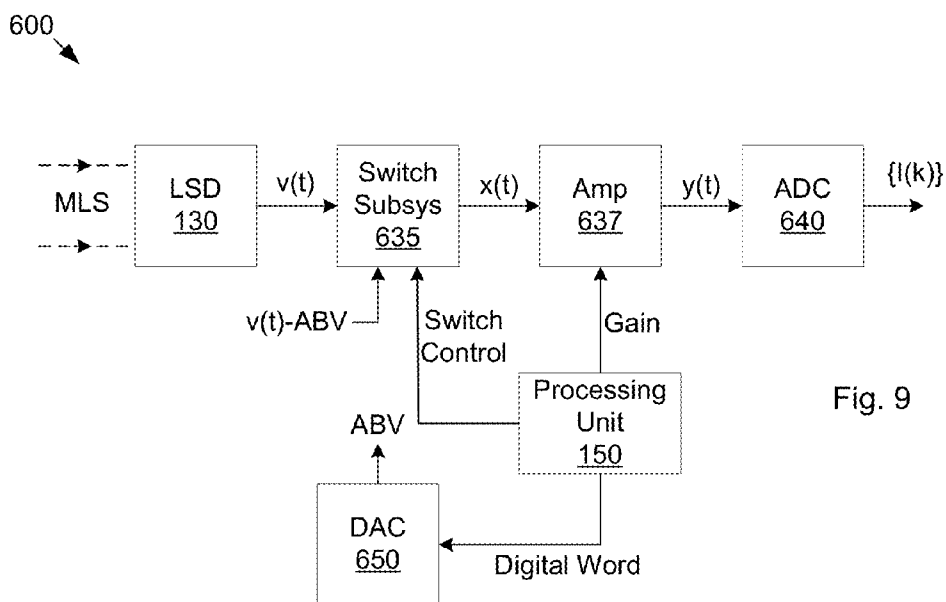 600
MLS
LSD
130
v(t)
Switch
Subsys
635
x(t)
Amp
637
y(t)
ADC
640
{I(k)}
v(t)-ABV
Switch
Control
Gain
Processing
Unit
150
Fig. 9
ABV
DAC
650
Digital Word